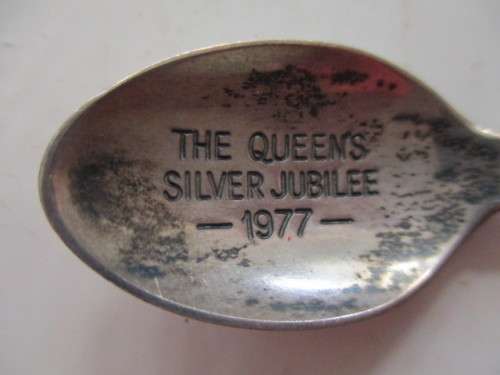 THE QUEEN'S
SILVER JUBILEE
— 1977 —